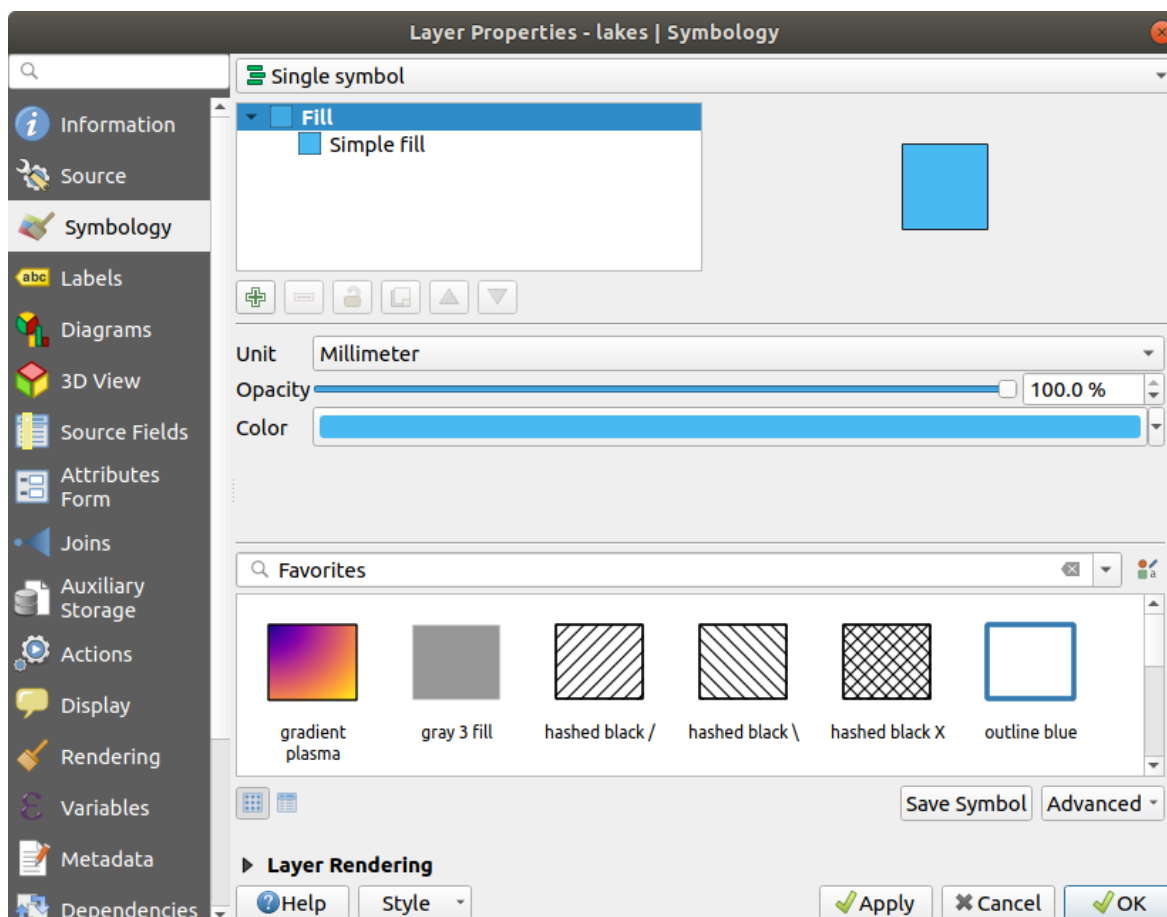 Layer Properties - lakes | Symbology
Information
Source
Symbology
abc Labels
Diagrams
3D View
Source Fields
Attributes
Form
Joins
Auxiliary
Storage
Actions
Display
Rendering
Variables
Metadata
Dependencies
Single symbol
Fill
Simple fill
Unit Millimeter
Opacity 100.0 %
Color
Favorites
gradient
plasma
gray 3 fill
hashed black /
hashed black \
hashed black X
outline blue
Save Symbol Advanced
Layer Rendering
Help Style Apply Cancel OK